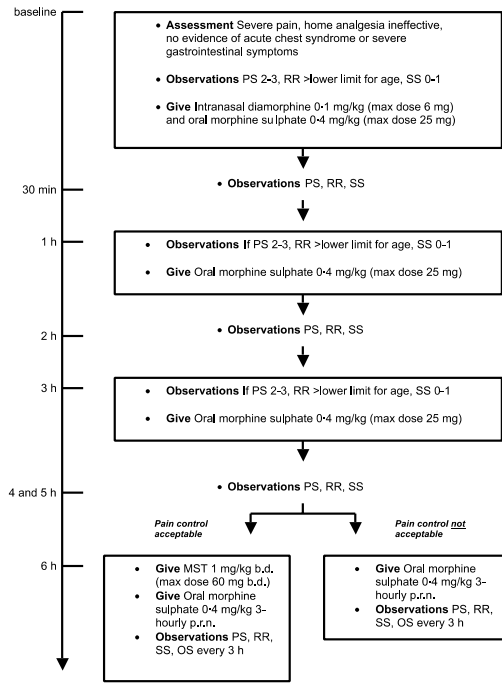 baseline
• Assessment Severe pain, home analgesia ineffective,
no evidence of acute chest syndrome or severe
gastrointestinal symptoms
• Observations PS 2-3, RR >lower limit for age, SS 0-1
• Give Intranasal diamorphine 0·1 mg/kg (max dose 6 mg)
and oral morphine sulphate 0·4 mg/kg (max dose 25 mg)
30 min
• Observations PS, RR, SS
1 h
• Observations If PS 2-3, RR >lower limit for age, SS 0-1
• Give Oral morphine sulphate 0·4 mg/kg (max dose 25 mg)
2 h
• Observations PS, RR, SS
3 h
• Observations If PS 2-3, RR >lower limit for age, SS 0-1
• Give Oral morphine sulphate 0·4 mg/kg (max dose 25 mg)
4 and 5 h
• Observations PS, RR, SS
Pain control
acceptable
Pain control not
acceptable
6 h
• Give MST 1 mg/kg b.d.
(max dose 60 mg b.d.)
• Give Oral morphine
sulphate 0·4 mg/kg 3-
hourly p.r.n.
• Observations PS, RR,
SS, OS every 3 h
• Give Oral morphine
sulphate 0·4 mg/kg 3-
hourly p.r.n.
• Observations PS, RR,
SS, OS every 3 h